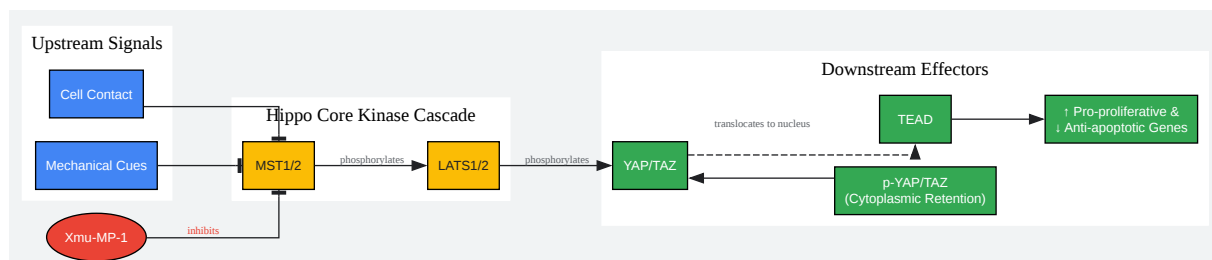 Upstream Signals
Cell Contact
Mechanical Cues
Xmu-MP-1
inhibits
Hippo Core Kinase Cascade
MST1/2
phosphorylates
LATS1/2
phosphorylates
Downstream Effectors
YAP/TAZ
translocates to nucleus
TEAD
↑ Pro-proliferative &
↓ Anti-apoptotic Genes
p-YAP/TAZ
(Cytoplasmic Retention)